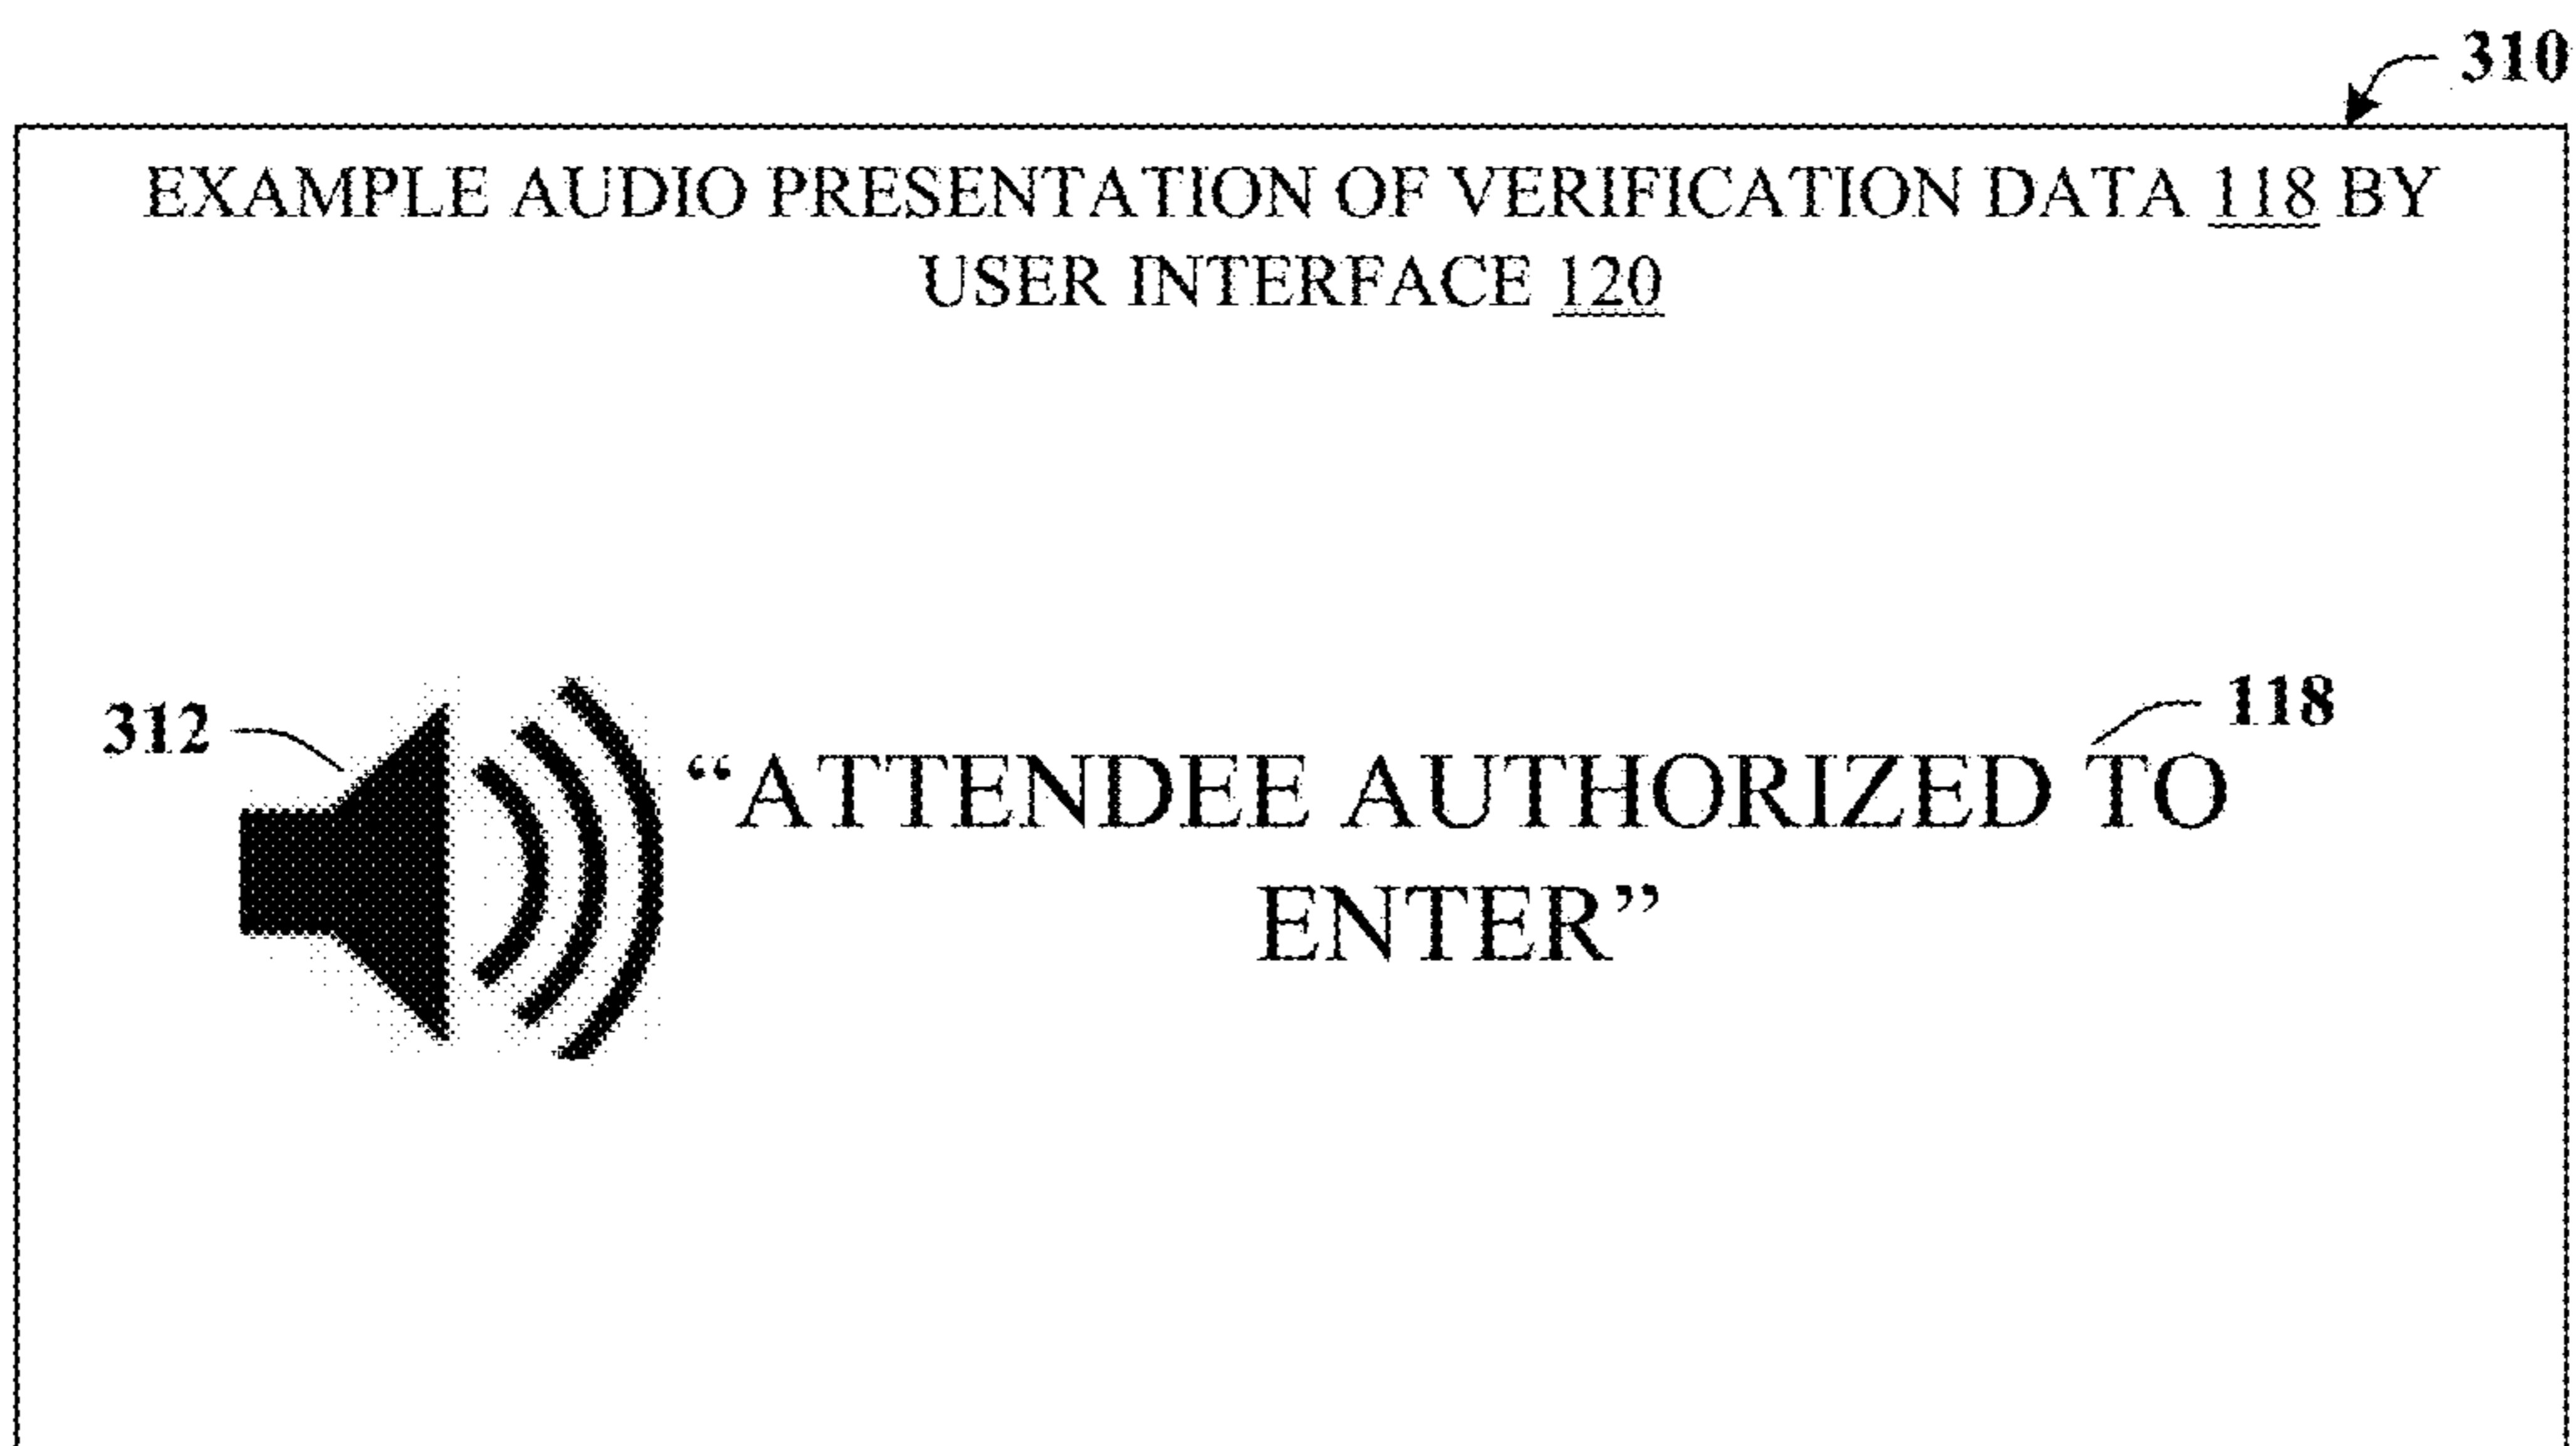 310
EXAMPLE AUDIO PRESENTATION OF VERIFICATION DATA 118 BY
USER INTERFACE 120
312
118
“ATTENDEE AUTHORIZED TO
ENTER”